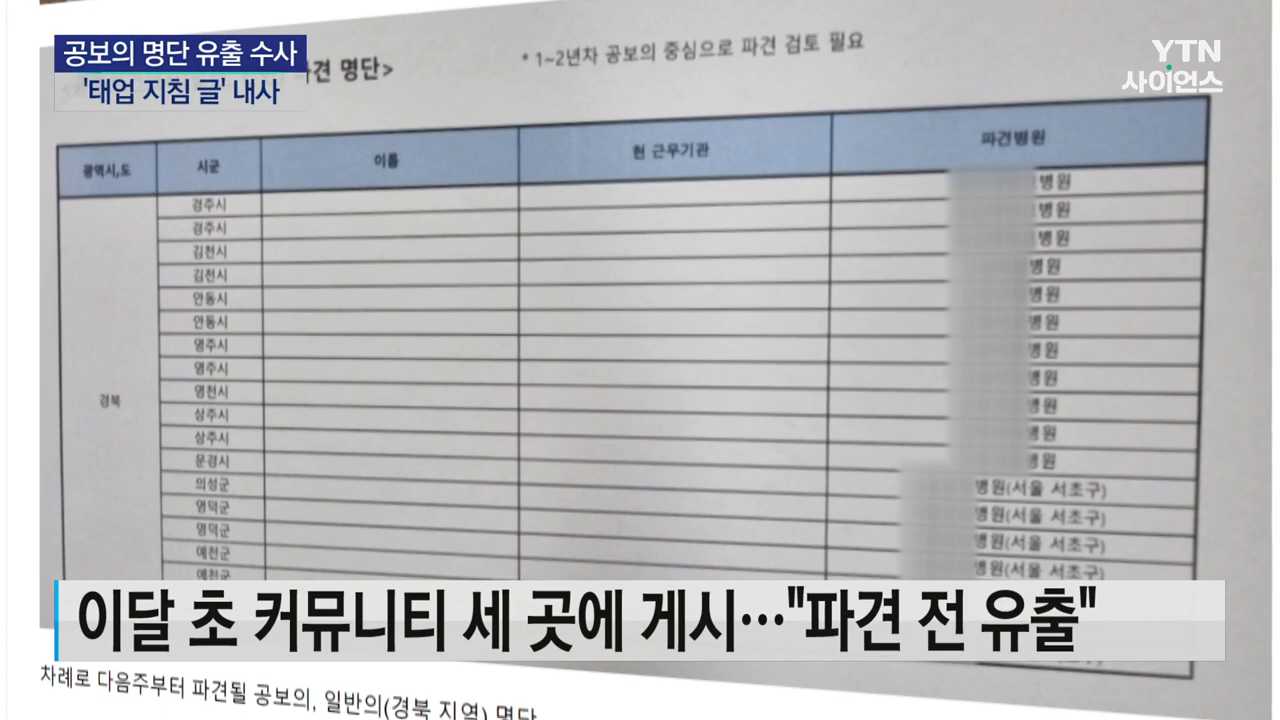 공보의 명단 유출 수사
'태업 지침 글' 내사
YTN
사이언스
파견 명단>
* 1~2년차 공보의 중심으로 파견 검토 필요
광역시,도 시군 이름 현 근무기관 파견병원
경북
경주시 병원
경주시 병원
김천시 병원
김천시 병원
안동시 병원
안동시 병원
영주시 병원
영주시 병원
영천시 병원
상주시 병원
상주시 병원
문경시 병원(서울 서초구)
의성군 병원(서울 서초구)
영덕군 병원(서울 서초구)
영덕군 병원(서울 서초구)
예천군
예천군
이달 초 커뮤니티 세 곳에 게시…"파견 전 유출"
차례로 다음주부터 파견될 공보의, 일반의(경북 지역) 명단